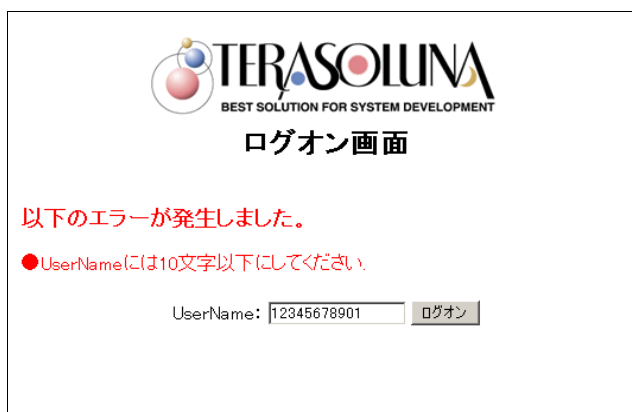 TERASOLUNA
BEST SOLUTION FOR SYSTEM DEVELOPMENT
ログオン画面
以下のエラーが発生しました。
●UserNameには10文字以下にしてください.
UserName: 12345678901 ログオン